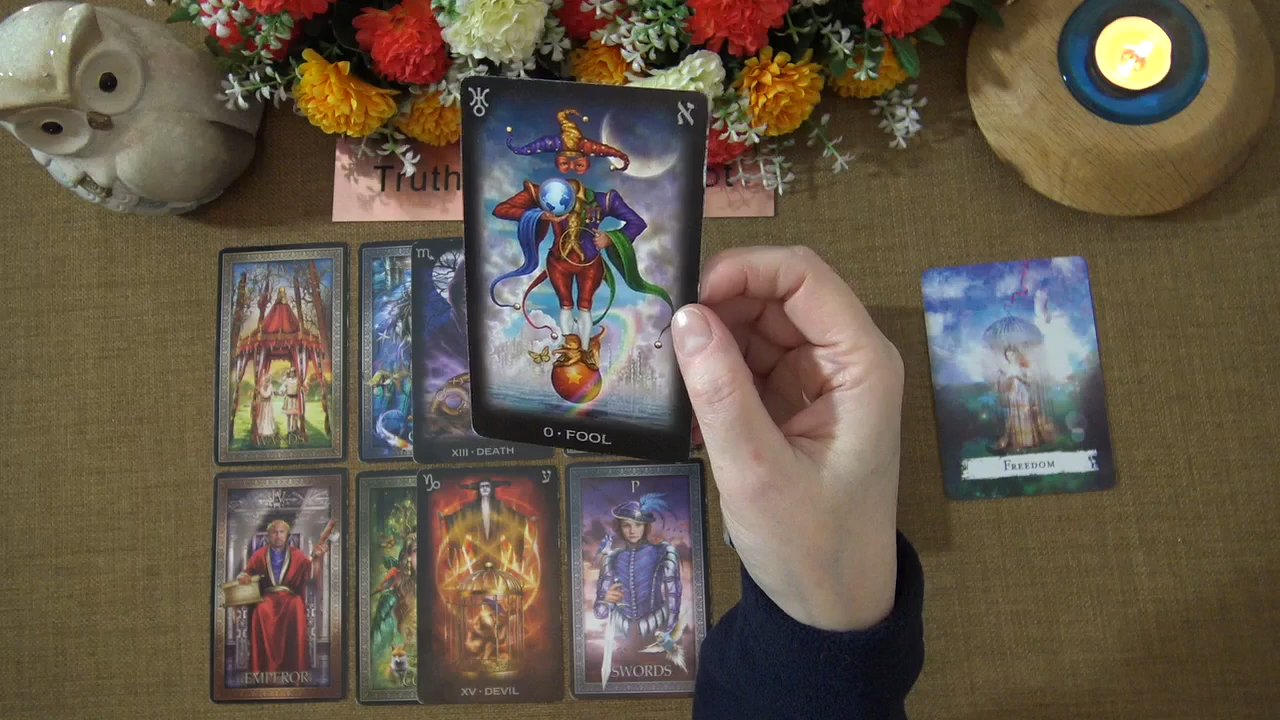 Truth
XIII · DEATH
0 · FOOL
FREEDOM
EMPEROR
XV · DEVIL
P
SWORDS